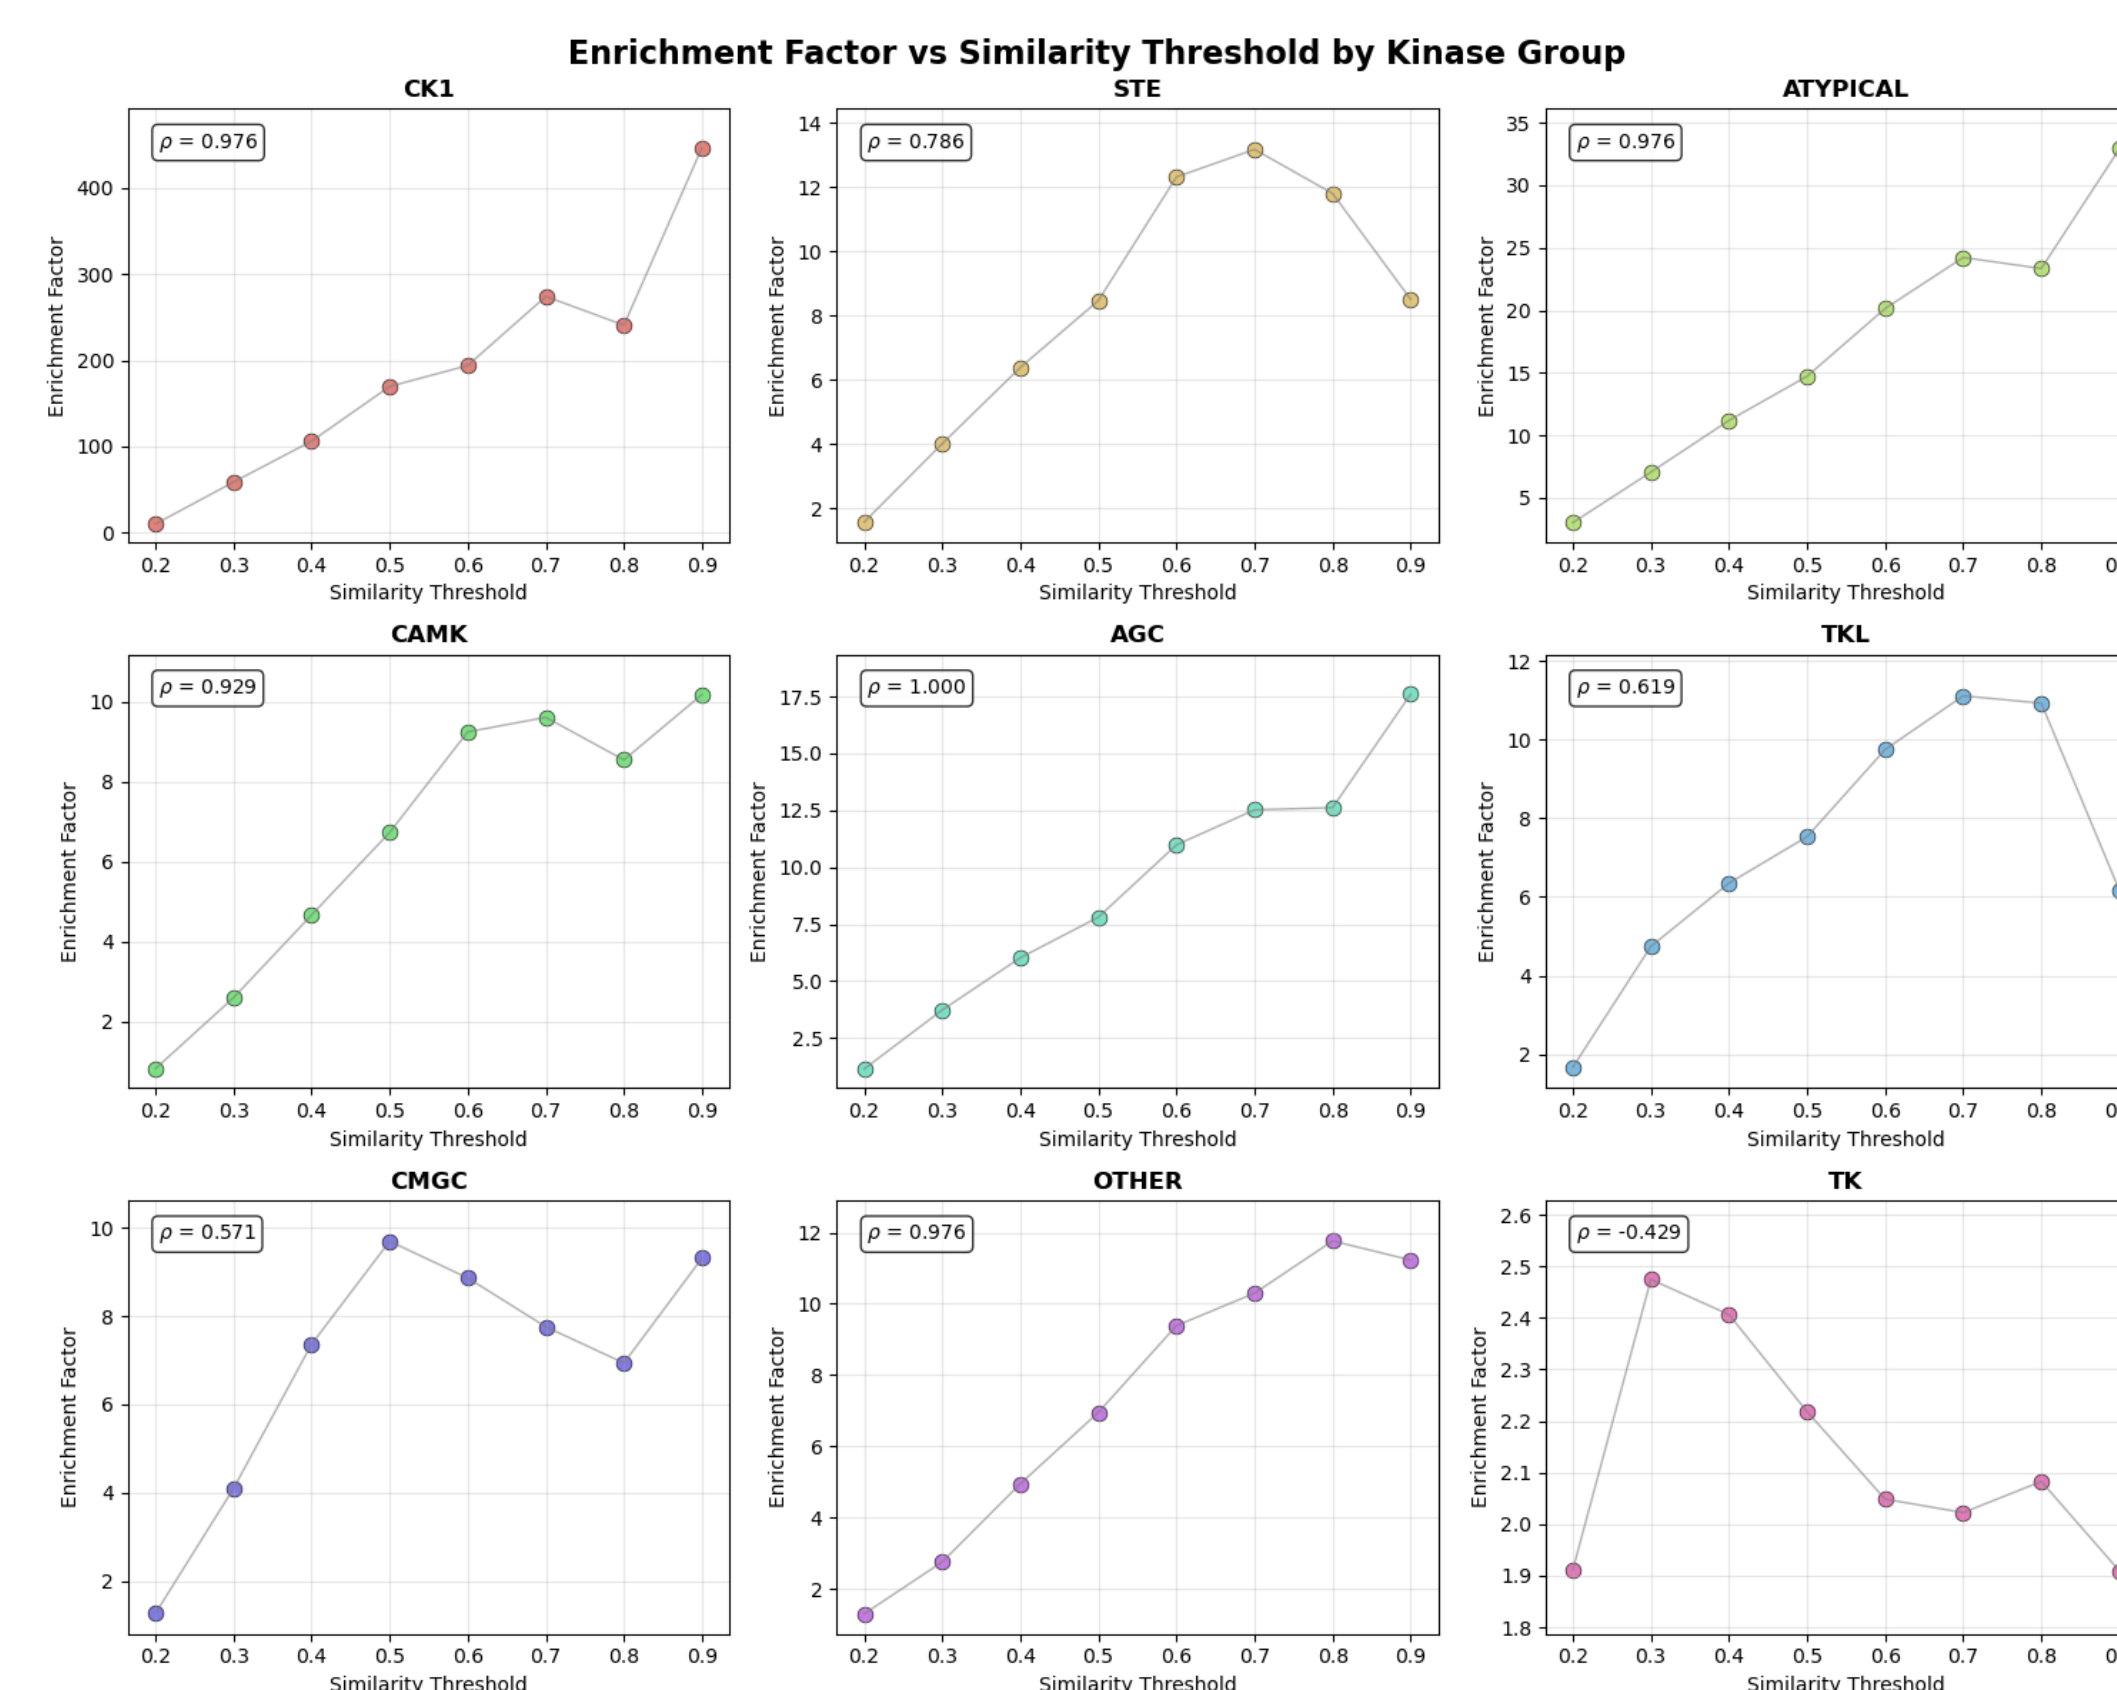 Enrichment Factor vs Similarity Threshold by Kinase Group
CK1
ρ = 0.976
Enrichment Factor
400
300
200
100
0
0.2 0.3 0.4 0.5 0.6 0.7 0.8 0.9
Similarity Threshold
STE
ρ = 0.786
Enrichment Factor
14
12
10
8
6
4
2
0.2 0.3 0.4 0.5 0.6 0.7 0.8 0.9
Similarity Threshold
ATYPICAL
ρ = 0.976
Enrichment Factor
35
30
25
20
15
10
5
0.2 0.3 0.4 0.5 0.6 0.7 0.8
Similarity Threshold
CAMK
ρ = 0.929
Enrichment Factor
10
8
6
4
2
0.2 0.3 0.4 0.5 0.6 0.7 0.8 0.9
Similarity Threshold
AGC
ρ = 1.000
Enrichment Factor
17.5
15.0
12.5
10.0
7.5
5.0
2.5
0.2 0.3 0.4 0.5 0.6 0.7 0.8 0.9
Similarity Threshold
TKL
ρ = 0.619
Enrichment Factor
12
10
8
6
4
2
0.2 0.3 0.4 0.5 0.6 0.7 0.8
Similarity Threshold
CMGC
ρ = 0.571
Enrichment Factor
10
8
6
4
2
0.2 0.3 0.4 0.5 0.6 0.7 0.8 0.9
Similarity Threshold
OTHER
ρ = 0.976
Enrichment Factor
12
10
8
6
4
2
0.2 0.3 0.4 0.5 0.6 0.7 0.8 0.9
Similarity Threshold
TK
ρ = -0.429
Enrichment Factor
2.6
2.5
2.4
2.3
2.2
2.1
2.0
1.9
1.8
0.2 0.3 0.4 0.5 0.6 0.7 0.8
Similarity Threshold